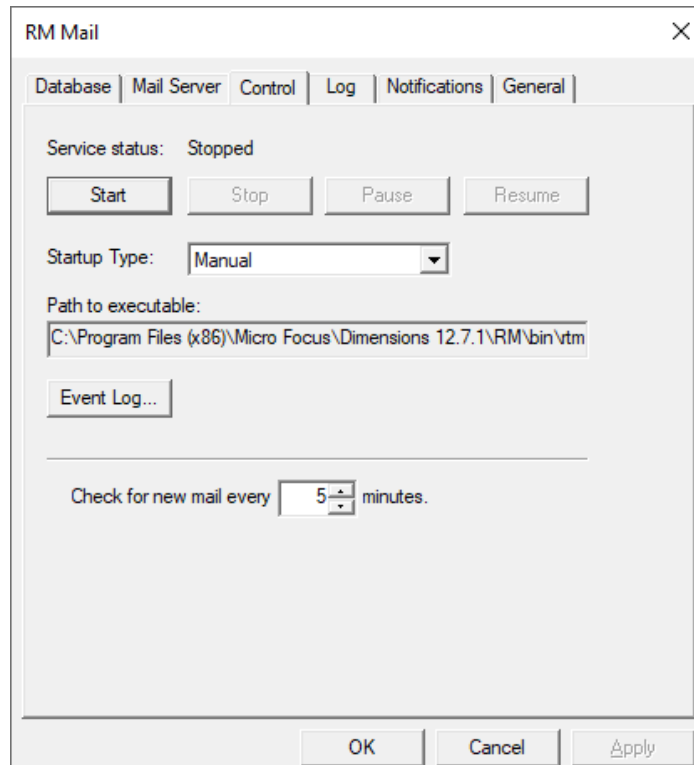 RM Mail
Database Mail Server Control Log Notifications General
Service status: Stopped
Start Stop Pause Resume
Startup Type: Manual
Path to executable:
C:\Program Files (x86)\Micro Focus\Dimensions 12.7.1\RM\bin\rtm
Event Log...
Check for new mail every 5 minutes.
OK Cancel Apply